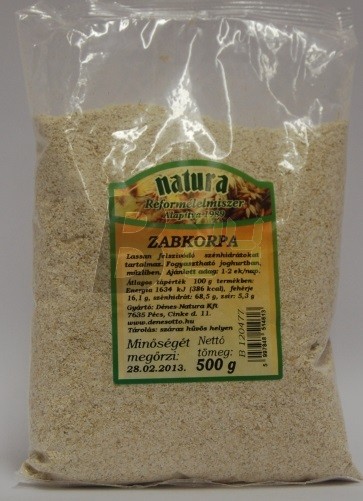 natura
Reformélelmiszer
Alapítva 1989
ZABKORPA
Lassan felszívódó szénhidrátokat
tartalmaz. Fogyasztható joghurtban,
müzliben. Ajánlott adag: 1-2 ek/nap.
Átlagos tápérték 100 g termékben:
Energia 1634 kJ (386 kcal, fehérje
16,1 g, szénhidrát: 68,5 g, zsír: 5,3 g
Gyártó: Dénes Natura Kft
7635 Pécs, Cinke d. 11.
www.denesotto.hu
Tárolás: száraz hűvös helyen
Minőségét
megőrzi:
28.02.2013.
Nettó
tömeg:
500 g
B 120477